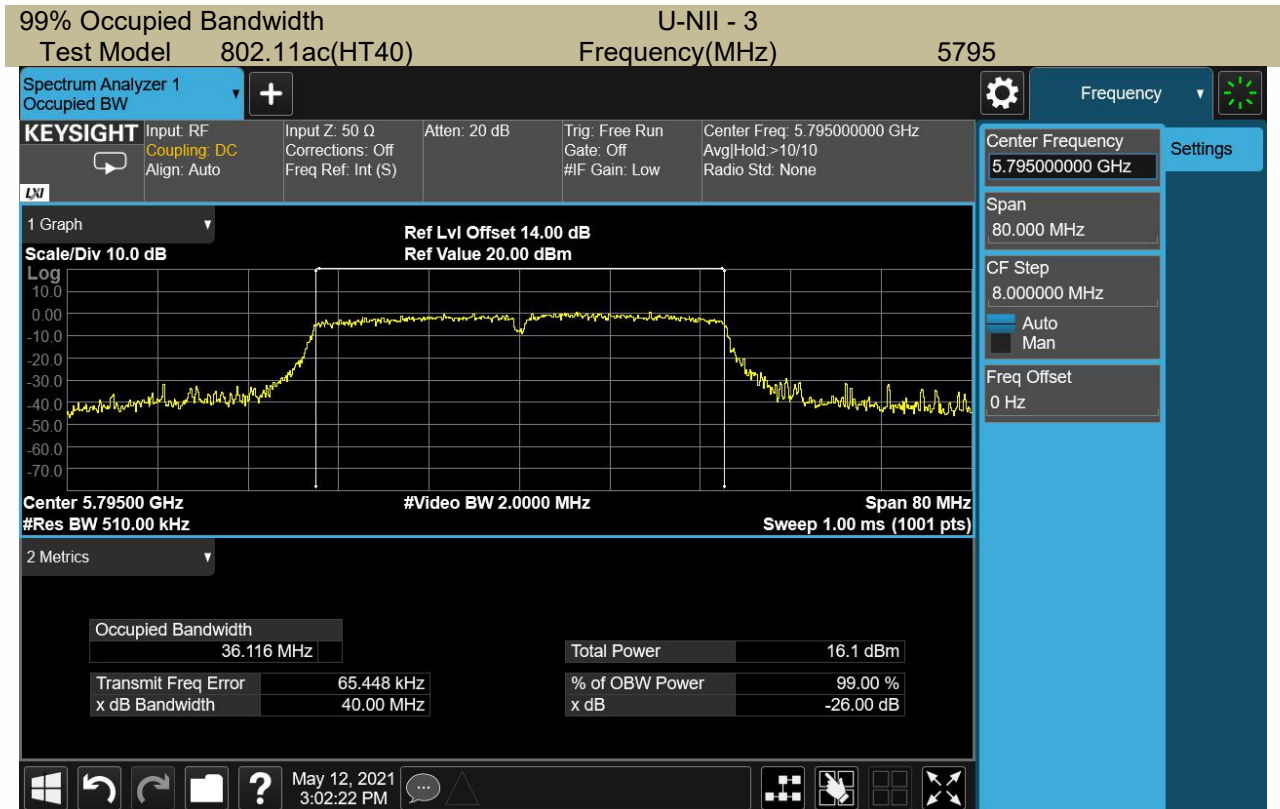 99% Occupied Bandwidth U-NII - 3
Test Model 802.11ac(HT40) Frequency(MHz) 5795
Spectrum Analyzer 1
Occupied BW
+
Frequency
KEYSIGHT
LXI
Input: RF
Coupling: DC
Align: Auto
Input Z: 50 Ω
Corrections: Off
Freq Ref: Int (S)
Atten: 20 dB
Trig: Free Run
Gate: Off
#IF Gain: Low
Center Freq: 5.795000000 GHz
Avg|Hold:>10/10
Radio Std: None
Center Frequency
5.795000000 GHz
Settings
Span
80.000 MHz
CF Step
8.000000 MHz
Auto
Man
Freq Offset
0 Hz
1 Graph
Scale/Div 10.0 dB
Ref Lvl Offset 14.00 dB
Ref Value 20.00 dBm
Log
10.0
0.00
-10.0
-20.0
-30.0
-40.0
-50.0
-60.0
-70.0
Center 5.79500 GHz #Video BW 2.0000 MHz Span 80 MHz
#Res BW 510.00 kHz Sweep 1.00 ms (1001 pts)
2 Metrics
Occupied Bandwidth
36.116 MHz
Total Power 16.1 dBm
Transmit Freq Error 65.448 kHz % of OBW Power 99.00 %
x dB Bandwidth 40.00 MHz x dB -26.00 dB
?
May 12, 2021
3:02:22 PM